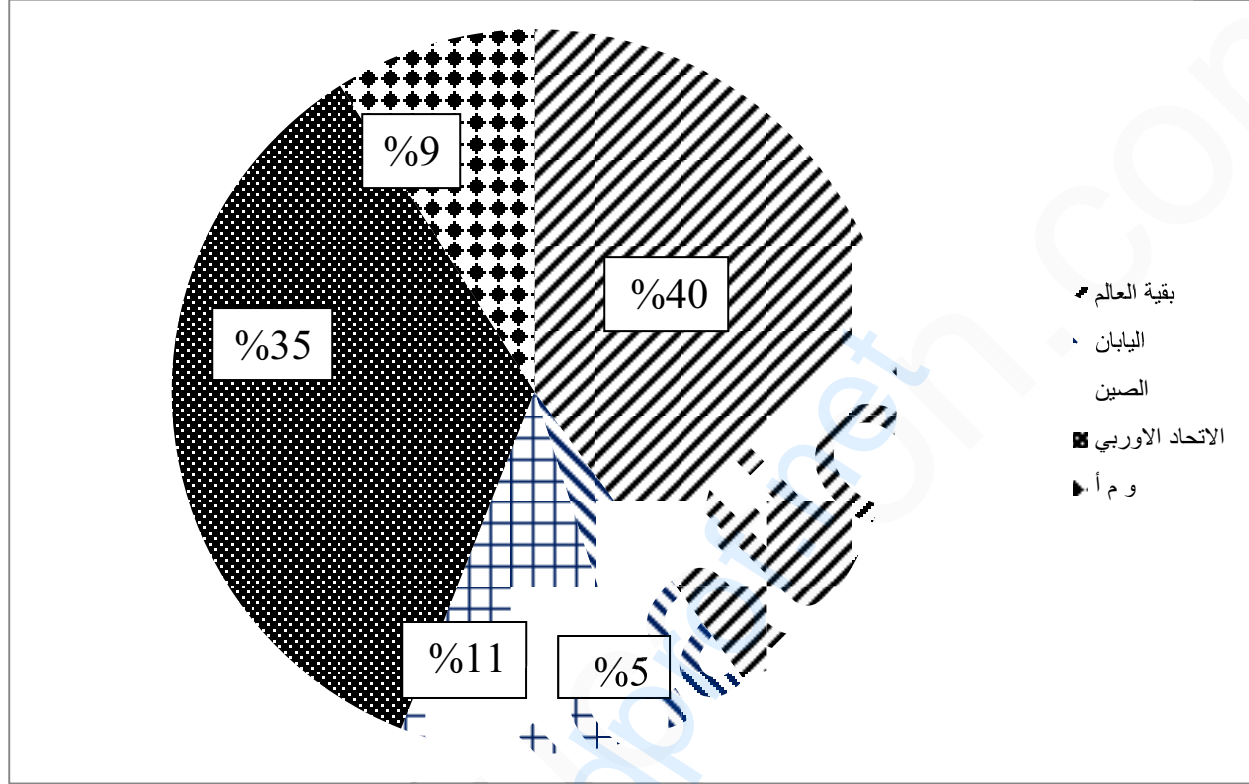 %9
%40
%35
%11
%5
بقية العالم
اليابان
الصين
الاتحاد الاوربي
و م أ